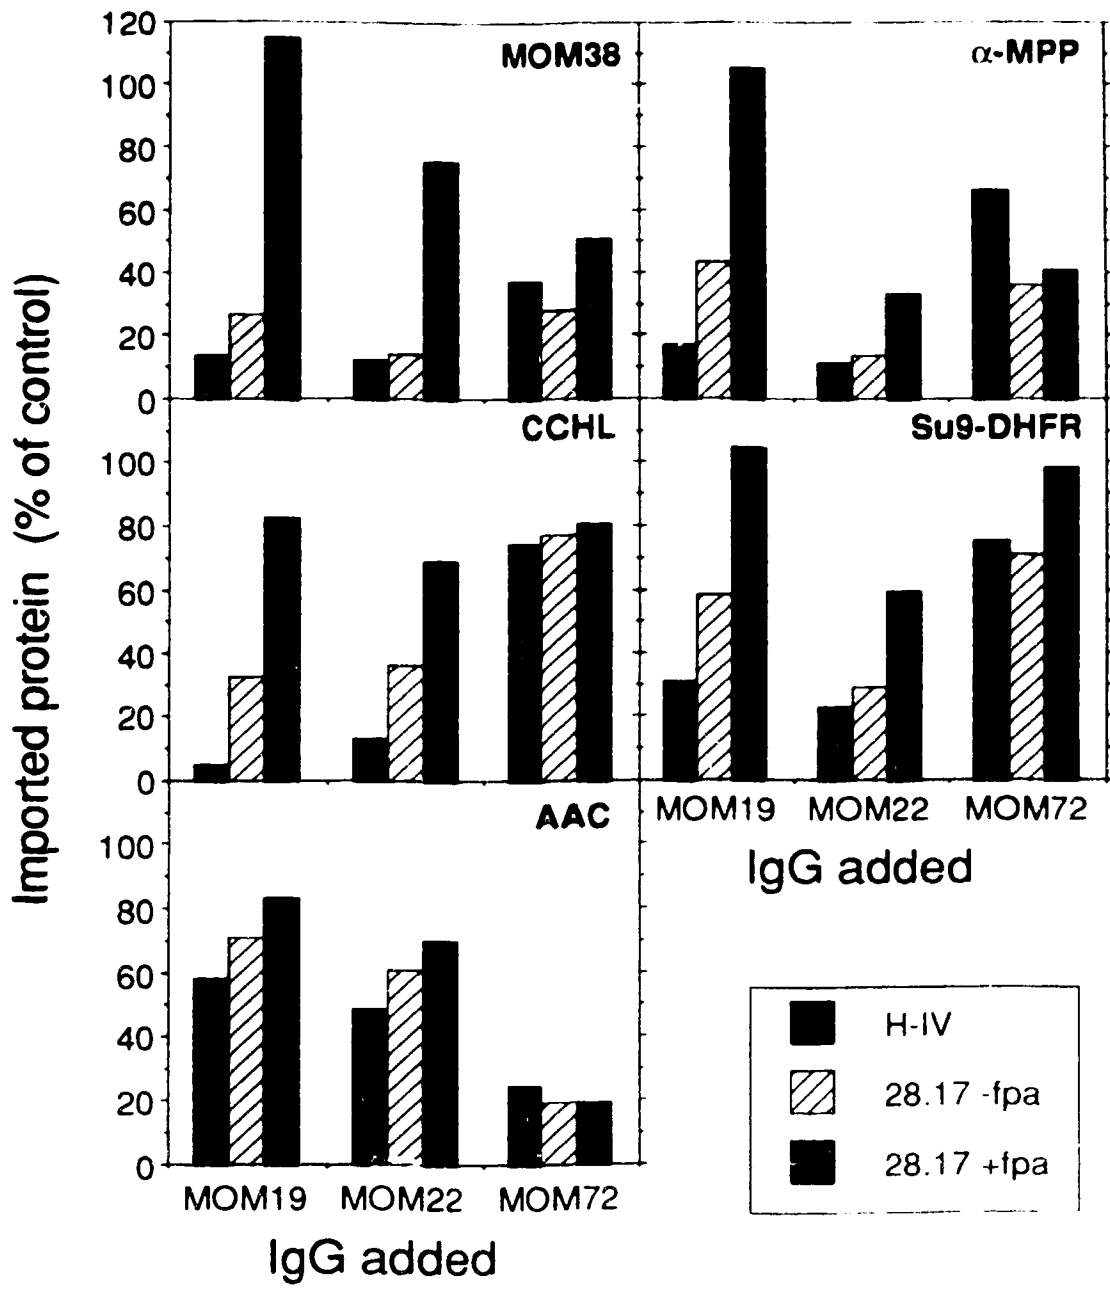 Imported protein (% of control)
120
100
80
60
40
20
0
MOM38
α-MPP
100
80
60
40
20
0
CCHL
Su9-DHFR
MOM19 MOM22 MOM72
IgG added
100
80
60
40
20
0
AAC
MOM19 MOM22 MOM72
IgG added
H-IV
28.17 -fpa
28.17 +fpa